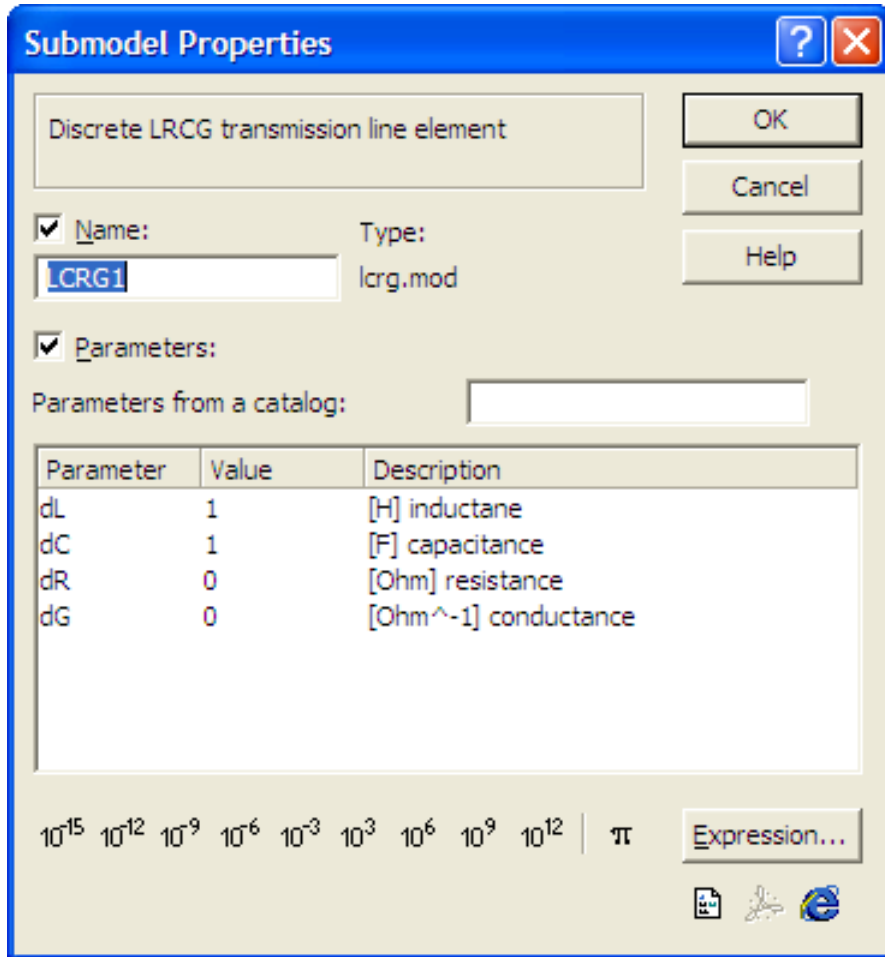 Submodel Properties
Discrete LRCG transmission line element
OK
Cancel
Help
Name:
Type:
LCRG1
lcrg.mod
Parameters:
Parameters from a catalog:
Parameter Value Description
dL 1 [H] inductane
dC 1 [F] capacitance
dR 0 [Ohm] resistance
dG 0 [Ohm^-1] conductance
10⁻¹⁵ 10⁻¹² 10⁻⁹ 10⁻⁶ 10⁻³ 10³ 10⁶ 10⁹ 10¹² π Expression...